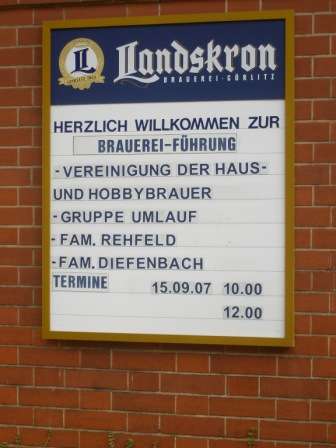 L
Landskron
BRAUEREI · GÖRLITZ
HERZLICH WILLKOMMEN ZUR
BRAUEREI-FÜHRUNG
- VEREINIGUNG DER HAUS-
UND HOBBYBRAUER
- GRUPPE UMLAUF
- FAM. REHFELD
- FAM. DIEFENBACH
TERMINE 15.09.07 10.00
12.00